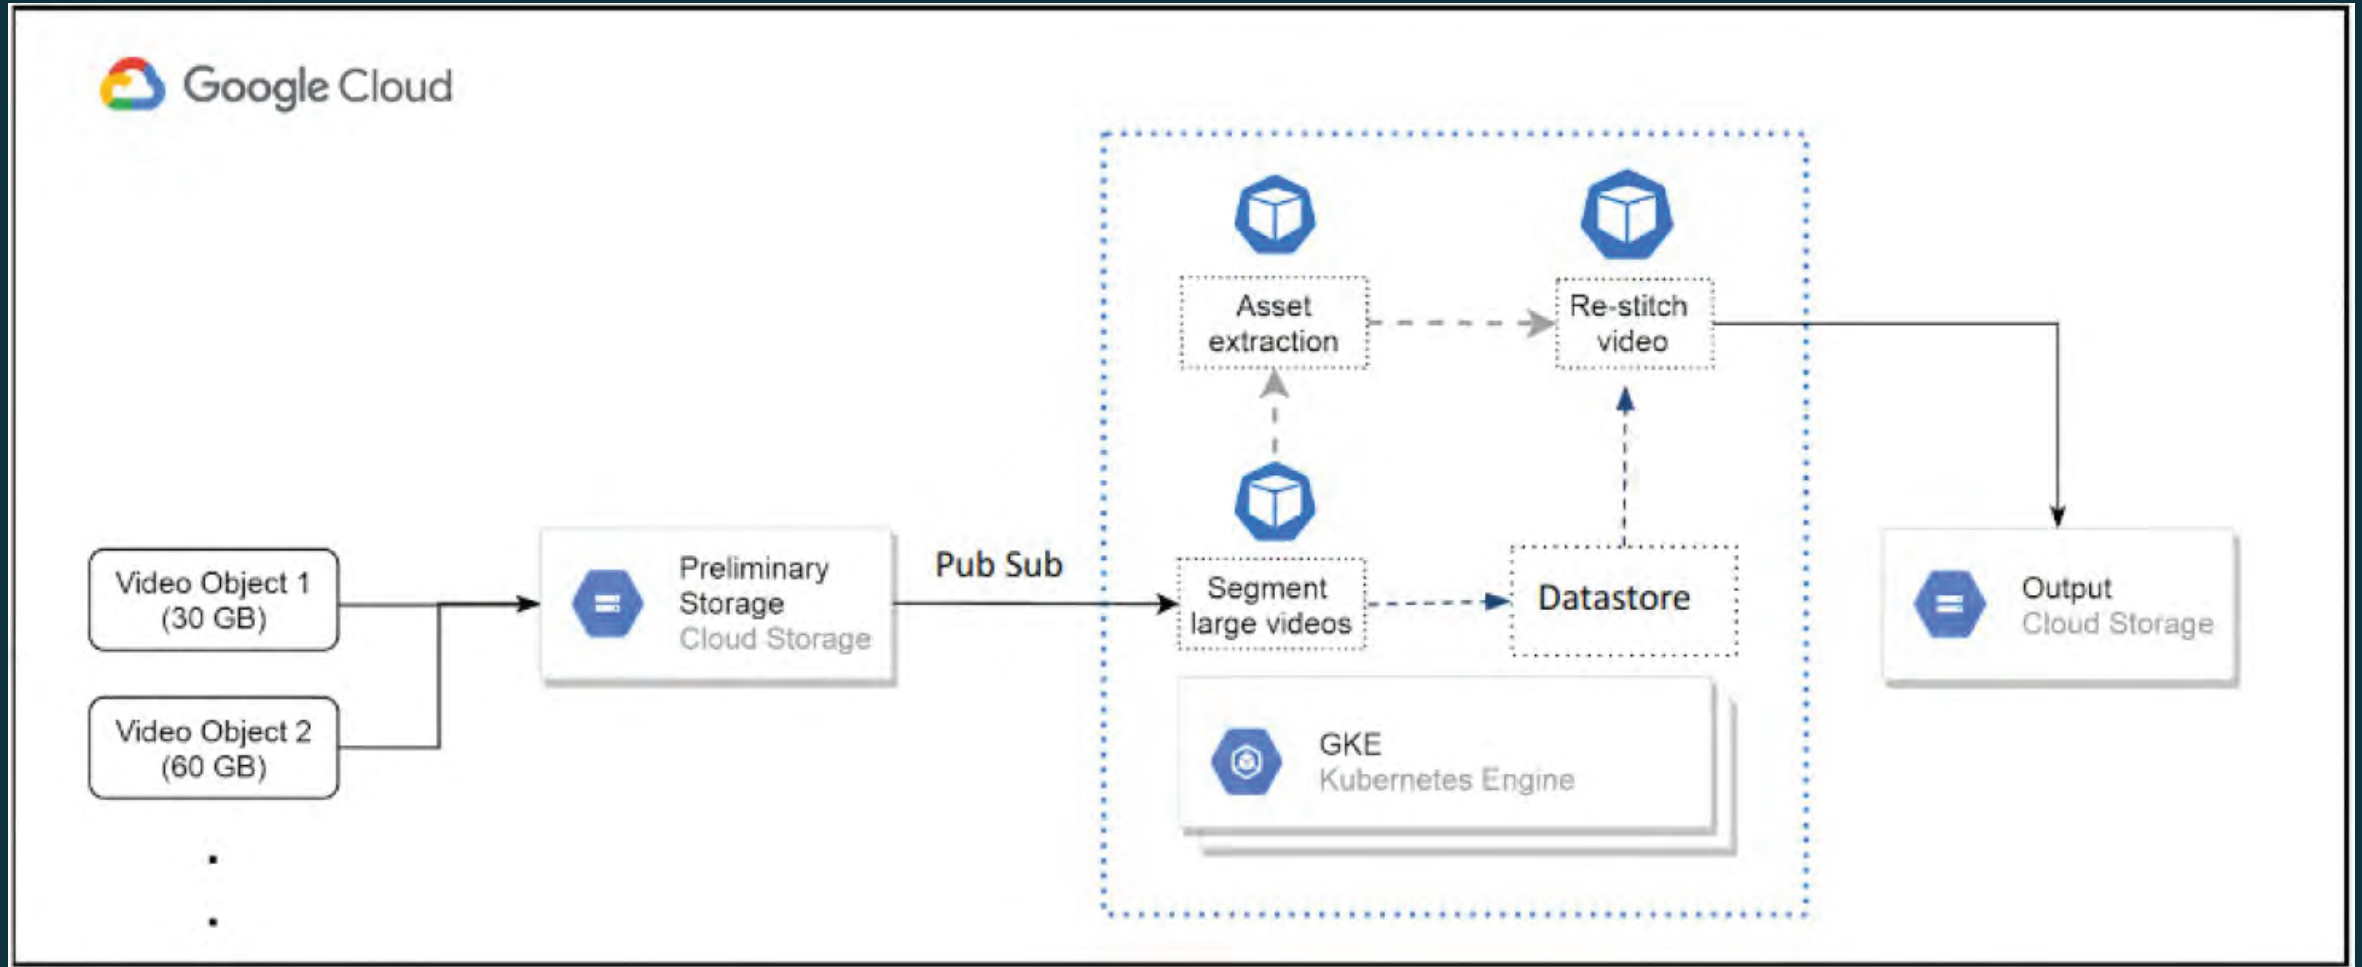 Google Cloud
Asset
extraction
Re-stitch
video
Video Object 1
(30 GB)
Preliminary
Storage
Cloud Storage
Pub Sub
Segment
large videos
Datastore
Output
Cloud Storage
Video Object 2
(60 GB)
GKE
Kubernetes Engine